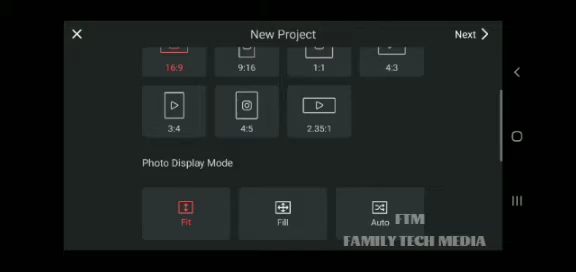 New Project
Next
16:9
9:16
1:1
4:3
3:4
4:5
2.35:1
Photo Display Mode
Fit
Fill
Auto
FTM
FAMILY TECH MEDIA